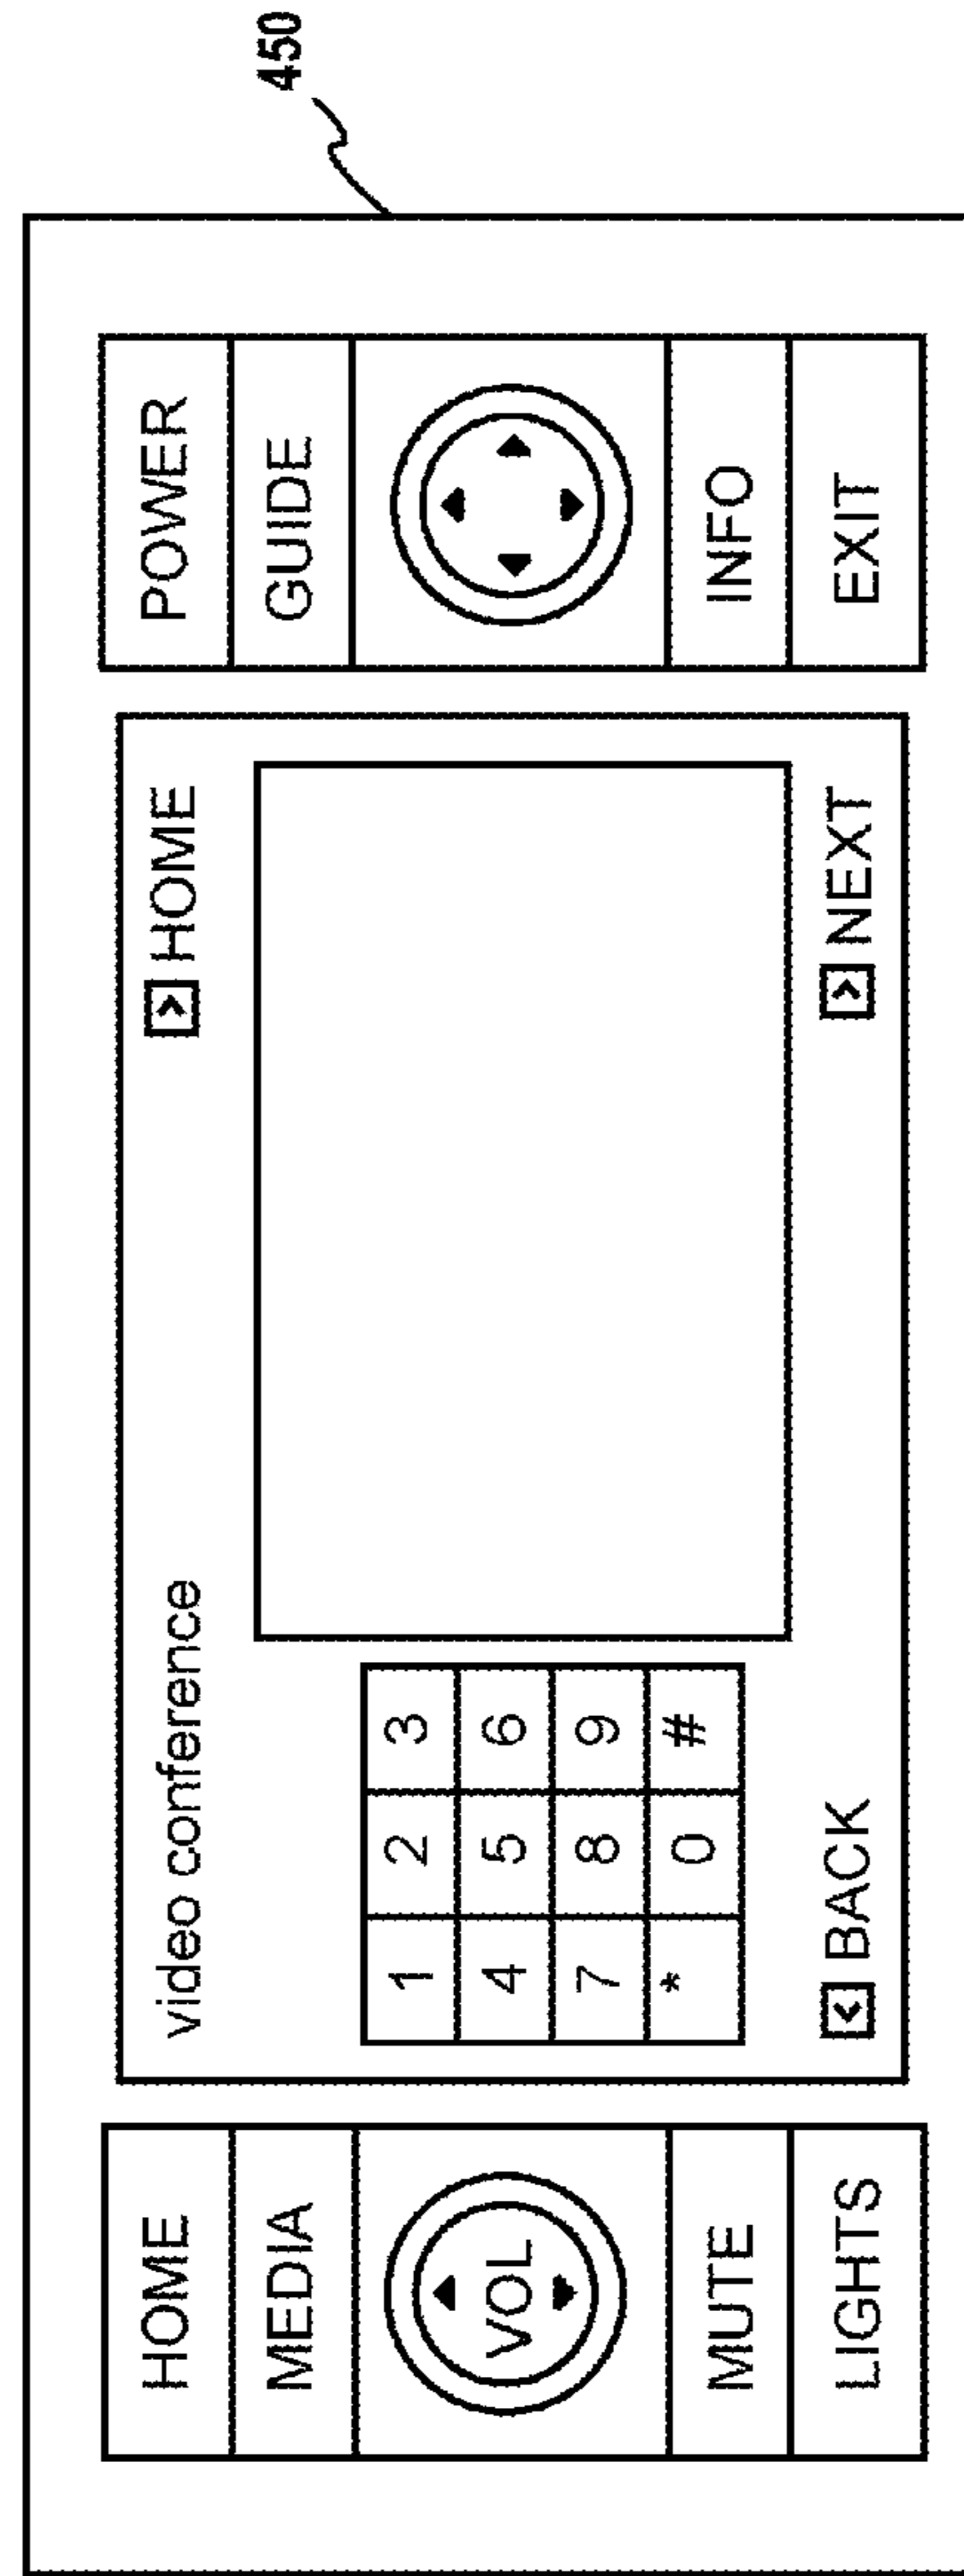 450
HOME
MEDIA
VOL
MUTE
LIGHTS
video conference
HOME
1 2 3
4 5 6
7 8 9
* 0 #
BACK
NEXT
POWER
GUIDE
INFO
EXIT